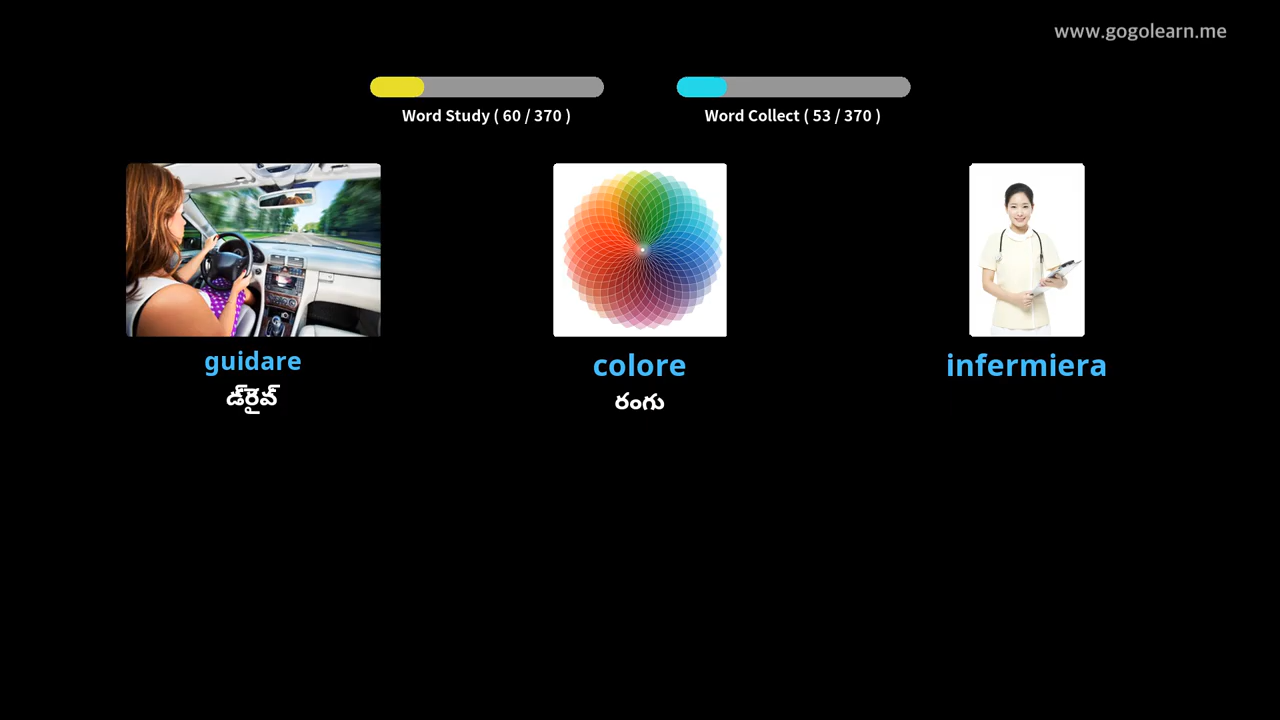 www.gogolearn.me
Word Study ( 60 / 370 )
Word Collect ( 53 / 370 )
guidare
డ్రైవ్
colore
రంగు
infermiera